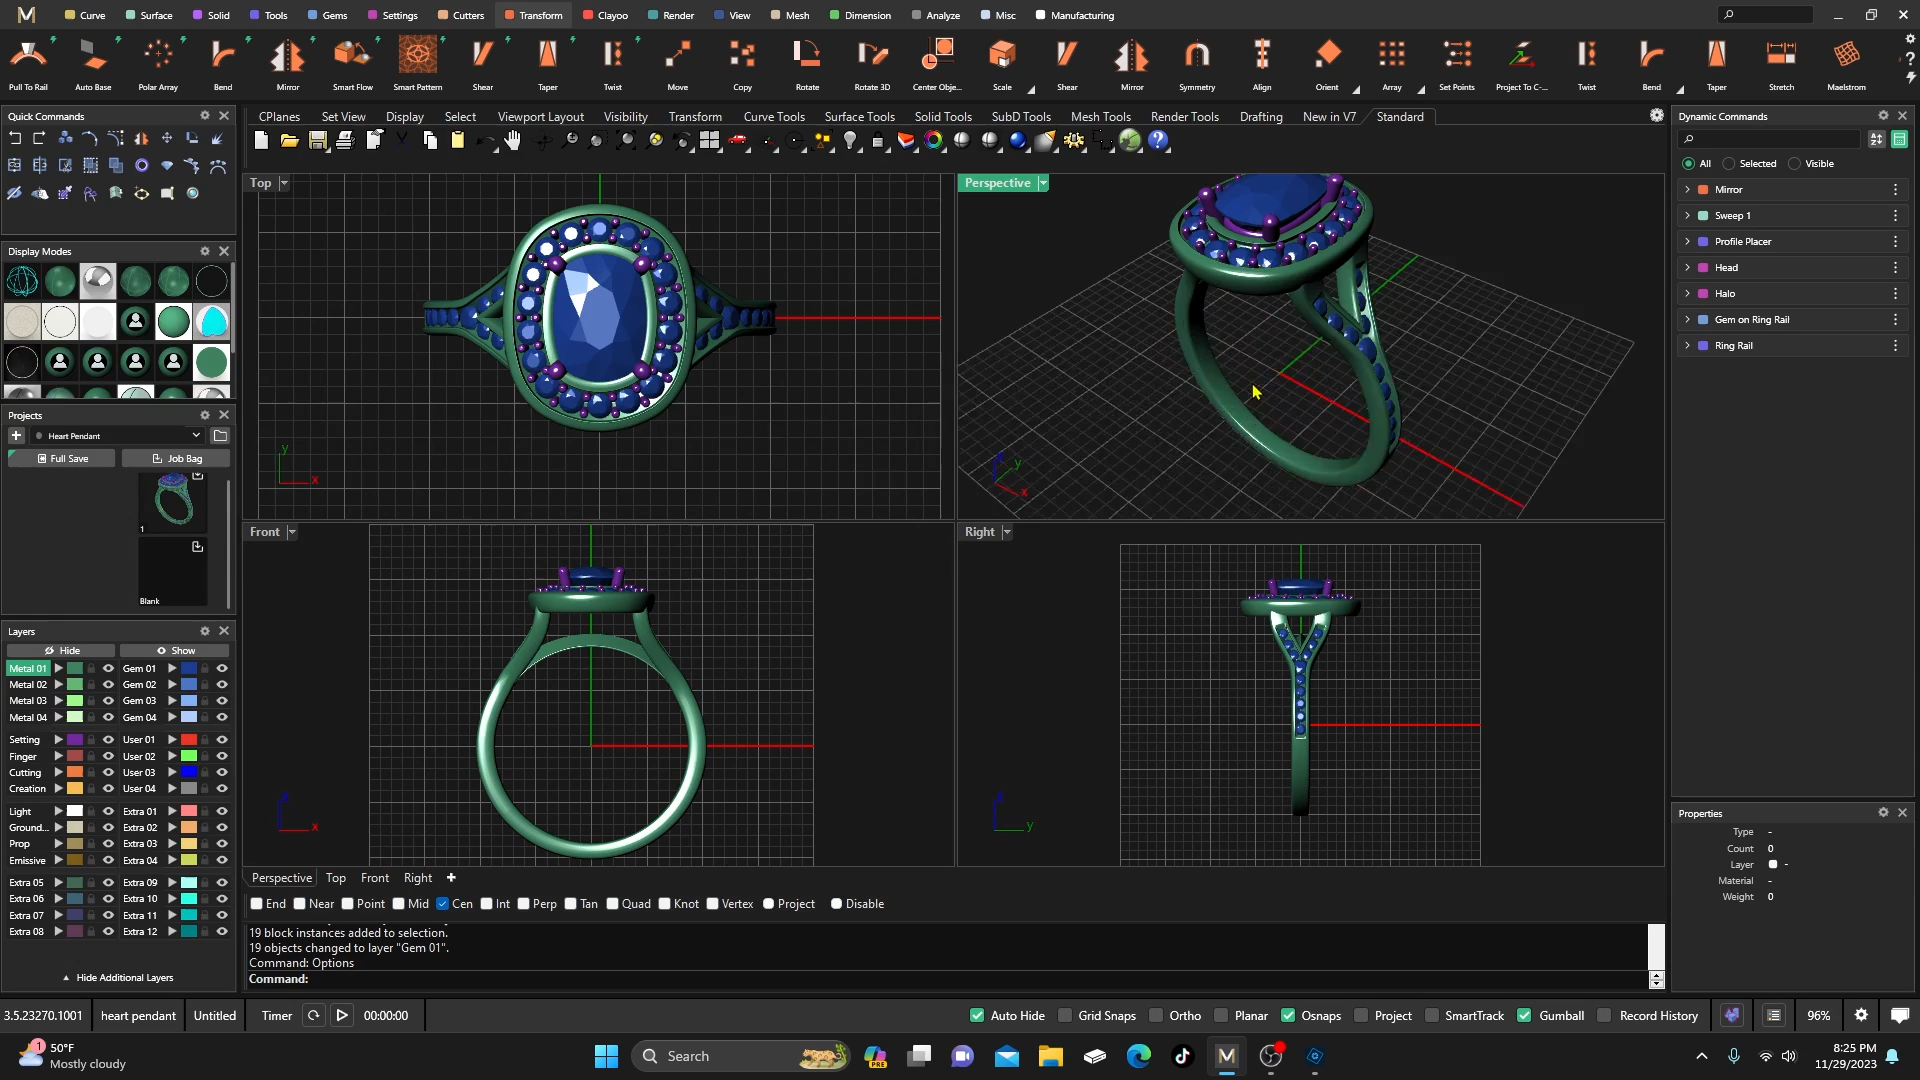 Curve Surface Solid Tools Gems Settings Cutters Transform Clayoo Render View Mesh Dimension Analyze Misc Manufacturing
Pull To Rail Auto Base Polar Array Bend Mirror Smart Flow Smart Pattern Shear Taper Twist Move Copy Rotate Rotate 3D Center Obje... Scale Shear Mirror Symmetry Align Orient Array Set Points Project To C-... Twist Bend Taper Stretch Maelstrom
Quick Commands
CPlanes Set View Display Select Viewport Layout Visibility Transform Curve Tools Surface Tools Solid Tools SubD Tools Mesh Tools Render Tools Drafting New in V7 Standard
Dynamic Commands
All Selected Visible
Mirror
Sweep 1
Profile Placer
Head
Halo
Gem on Ring Rail
Ring Rail
Display Modes
Projects
Heart Pendant
Full Save Job Bag
1
Blank
Top
y
x
Perspective
y
x
Front
x
Right
y
Layers
Hide Show
Metal 01 Gem 01
Metal 02 Gem 02
Metal 03 Gem 03
Metal 04 Gem 04
Setting User 01
Finger User 02
Cutting User 03
Creation User 04
Light Extra 01
Ground... Extra 02
Prop Extra 03
Emissive Extra 04
Extra 05 Extra 09
Extra 06 Extra 10
Extra 07 Extra 11
Extra 08 Extra 12
Hide Additional Layers
Perspective Top Front Right
End Near Point Mid Cen Int Perp Tan Quad Knot Vertex Project Disable
19 block instances added to selection.
19 objects changed to layer "Gem 01".
Command: Options
Command:
Properties
Type -
Count 0
Layer -
Material -
Weight 0
3.5.23270.1001 heart pendant Untitled Timer 00:00:00 Auto Hide Grid Snaps Ortho Planar Osnaps Project SmartTrack Gumball Record History 96%
1
50°F
Mostly cloudy
Search
PRE
8:25 PM
11/29/2023